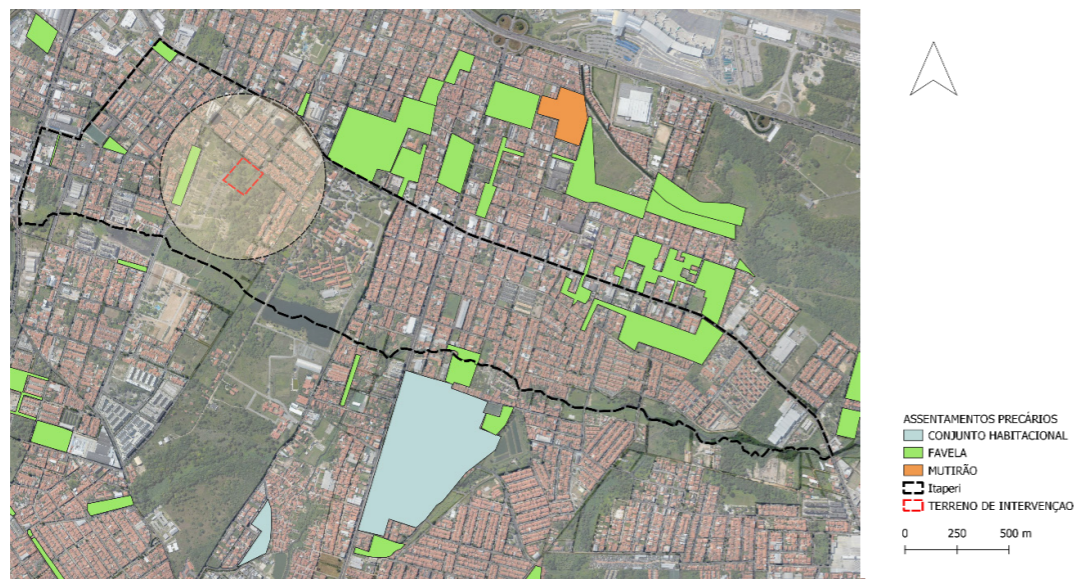 ASSENTAMENTOS PRECÁRIOS
CONJUNTO HABITACIONAL
FAVELA
MUTIRÃO
Itaperi
TERRENO DE INTERVENÇAO
0 250 500 m